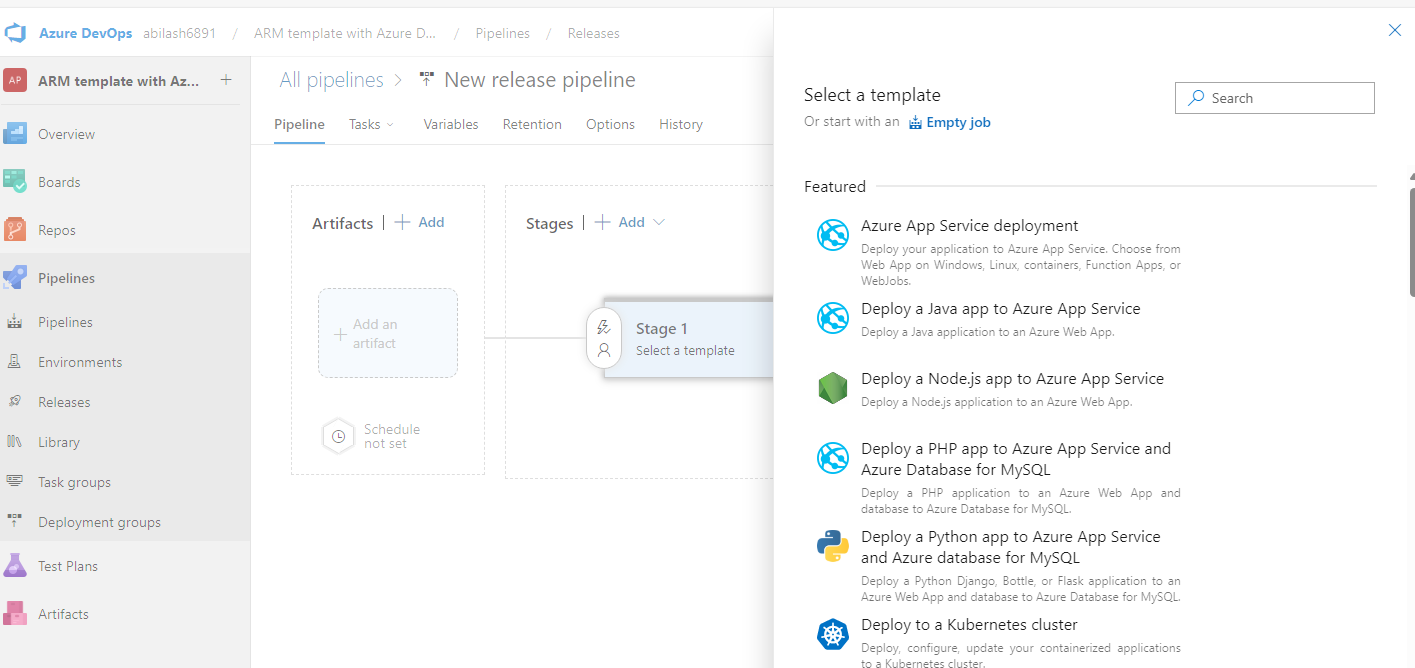 Azure DevOps abilash6891 / ARM template with Azure D... / Pipelines / Releases
AP ARM template with Az... +
Overview
Boards
Repos
Pipelines
Pipelines
Environments
Releases
Library
Task groups
Deployment groups
Test Plans
Artifacts
All pipelines > New release pipeline
Pipeline Tasks Variables Retention Options History
Artifacts | + Add
Add an
artifact
Schedule
not set
Stages | + Add
Stage 1
Select a template
Select a template
Search
Or start with an Empty job
Featured
Azure App Service deployment
Deploy your application to Azure App Service. Choose from
Web App on Windows, Linux, containers, Function Apps, or
WebJobs.
Deploy a Java app to Azure App Service
Deploy a Java application to an Azure Web App.
Deploy a Node.js app to Azure App Service
Deploy a Node.js application to an Azure Web App.
Deploy a PHP app to Azure App Service and
Azure Database for MySQL
Deploy a PHP application to an Azure Web App and
database to Azure Database for MySQL.
Deploy a Python app to Azure App Service
and Azure database for MySQL
Deploy a Python Django, Bottle, or Flask application to an
Azure Web App and database to Azure Database for MySQL.
Deploy to a Kubernetes cluster
Deploy, configure, update your containerized applications
to a Kubernetes cluster.